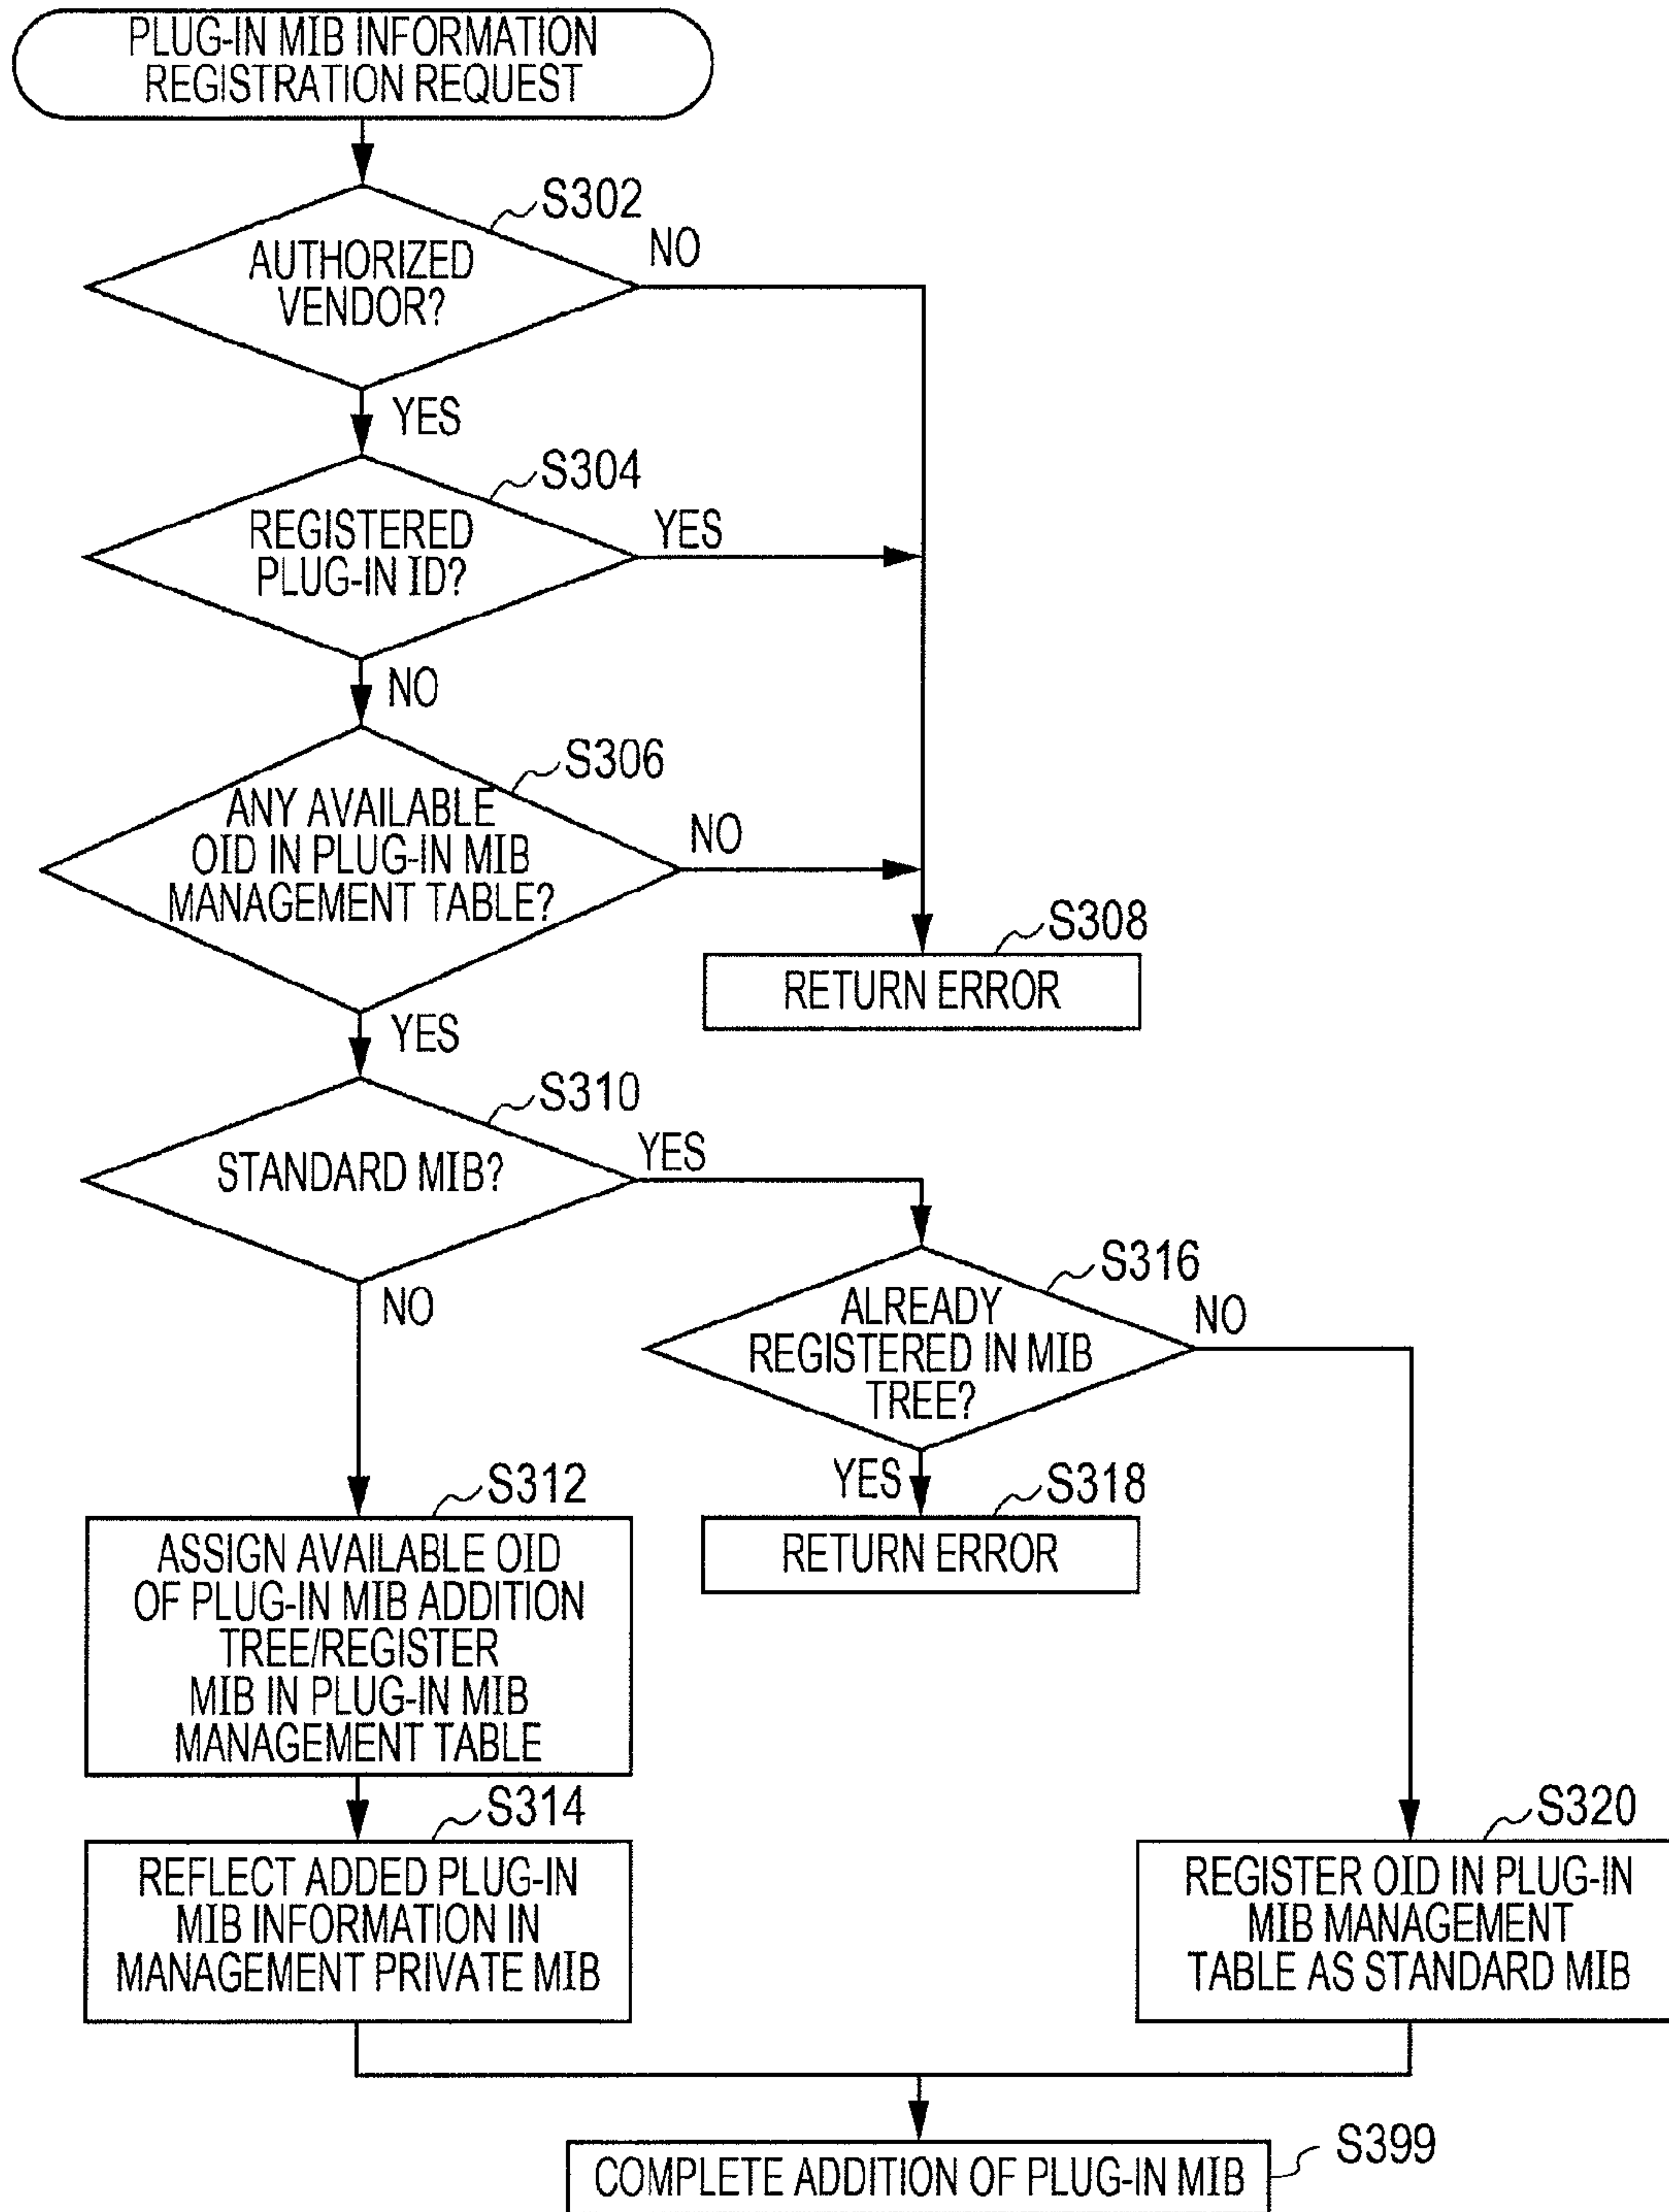 PLUG-IN MIB INFORMATION
REGISTRATION REQUEST
S302
AUTHORIZED
VENDOR?
NO
YES
S304
REGISTERED
PLUG-IN ID?
YES
NO
S306
ANY AVAILABLE
OID IN PLUG-IN MIB
MANAGEMENT TABLE?
NO
S308
RETURN ERROR
YES
S310
STANDARD MIB?
YES
NO
S316
ALREADY
REGISTERED IN MIB
TREE?
NO
YES
S318
RETURN ERROR
S312
ASSIGN AVAILABLE OID
OF PLUG-IN MIB ADDITION
TREE/REGISTER
MIB IN PLUG-IN MIB
MANAGEMENT TABLE
S314
REFLECT ADDED PLUG-IN
MIB INFORMATION IN
MANAGEMENT PRIVATE MIB
S320
REGISTER OID IN PLUG-IN
MIB MANAGEMENT
TABLE AS STANDARD MIB
S399
COMPLETE ADDITION OF PLUG-IN MIB